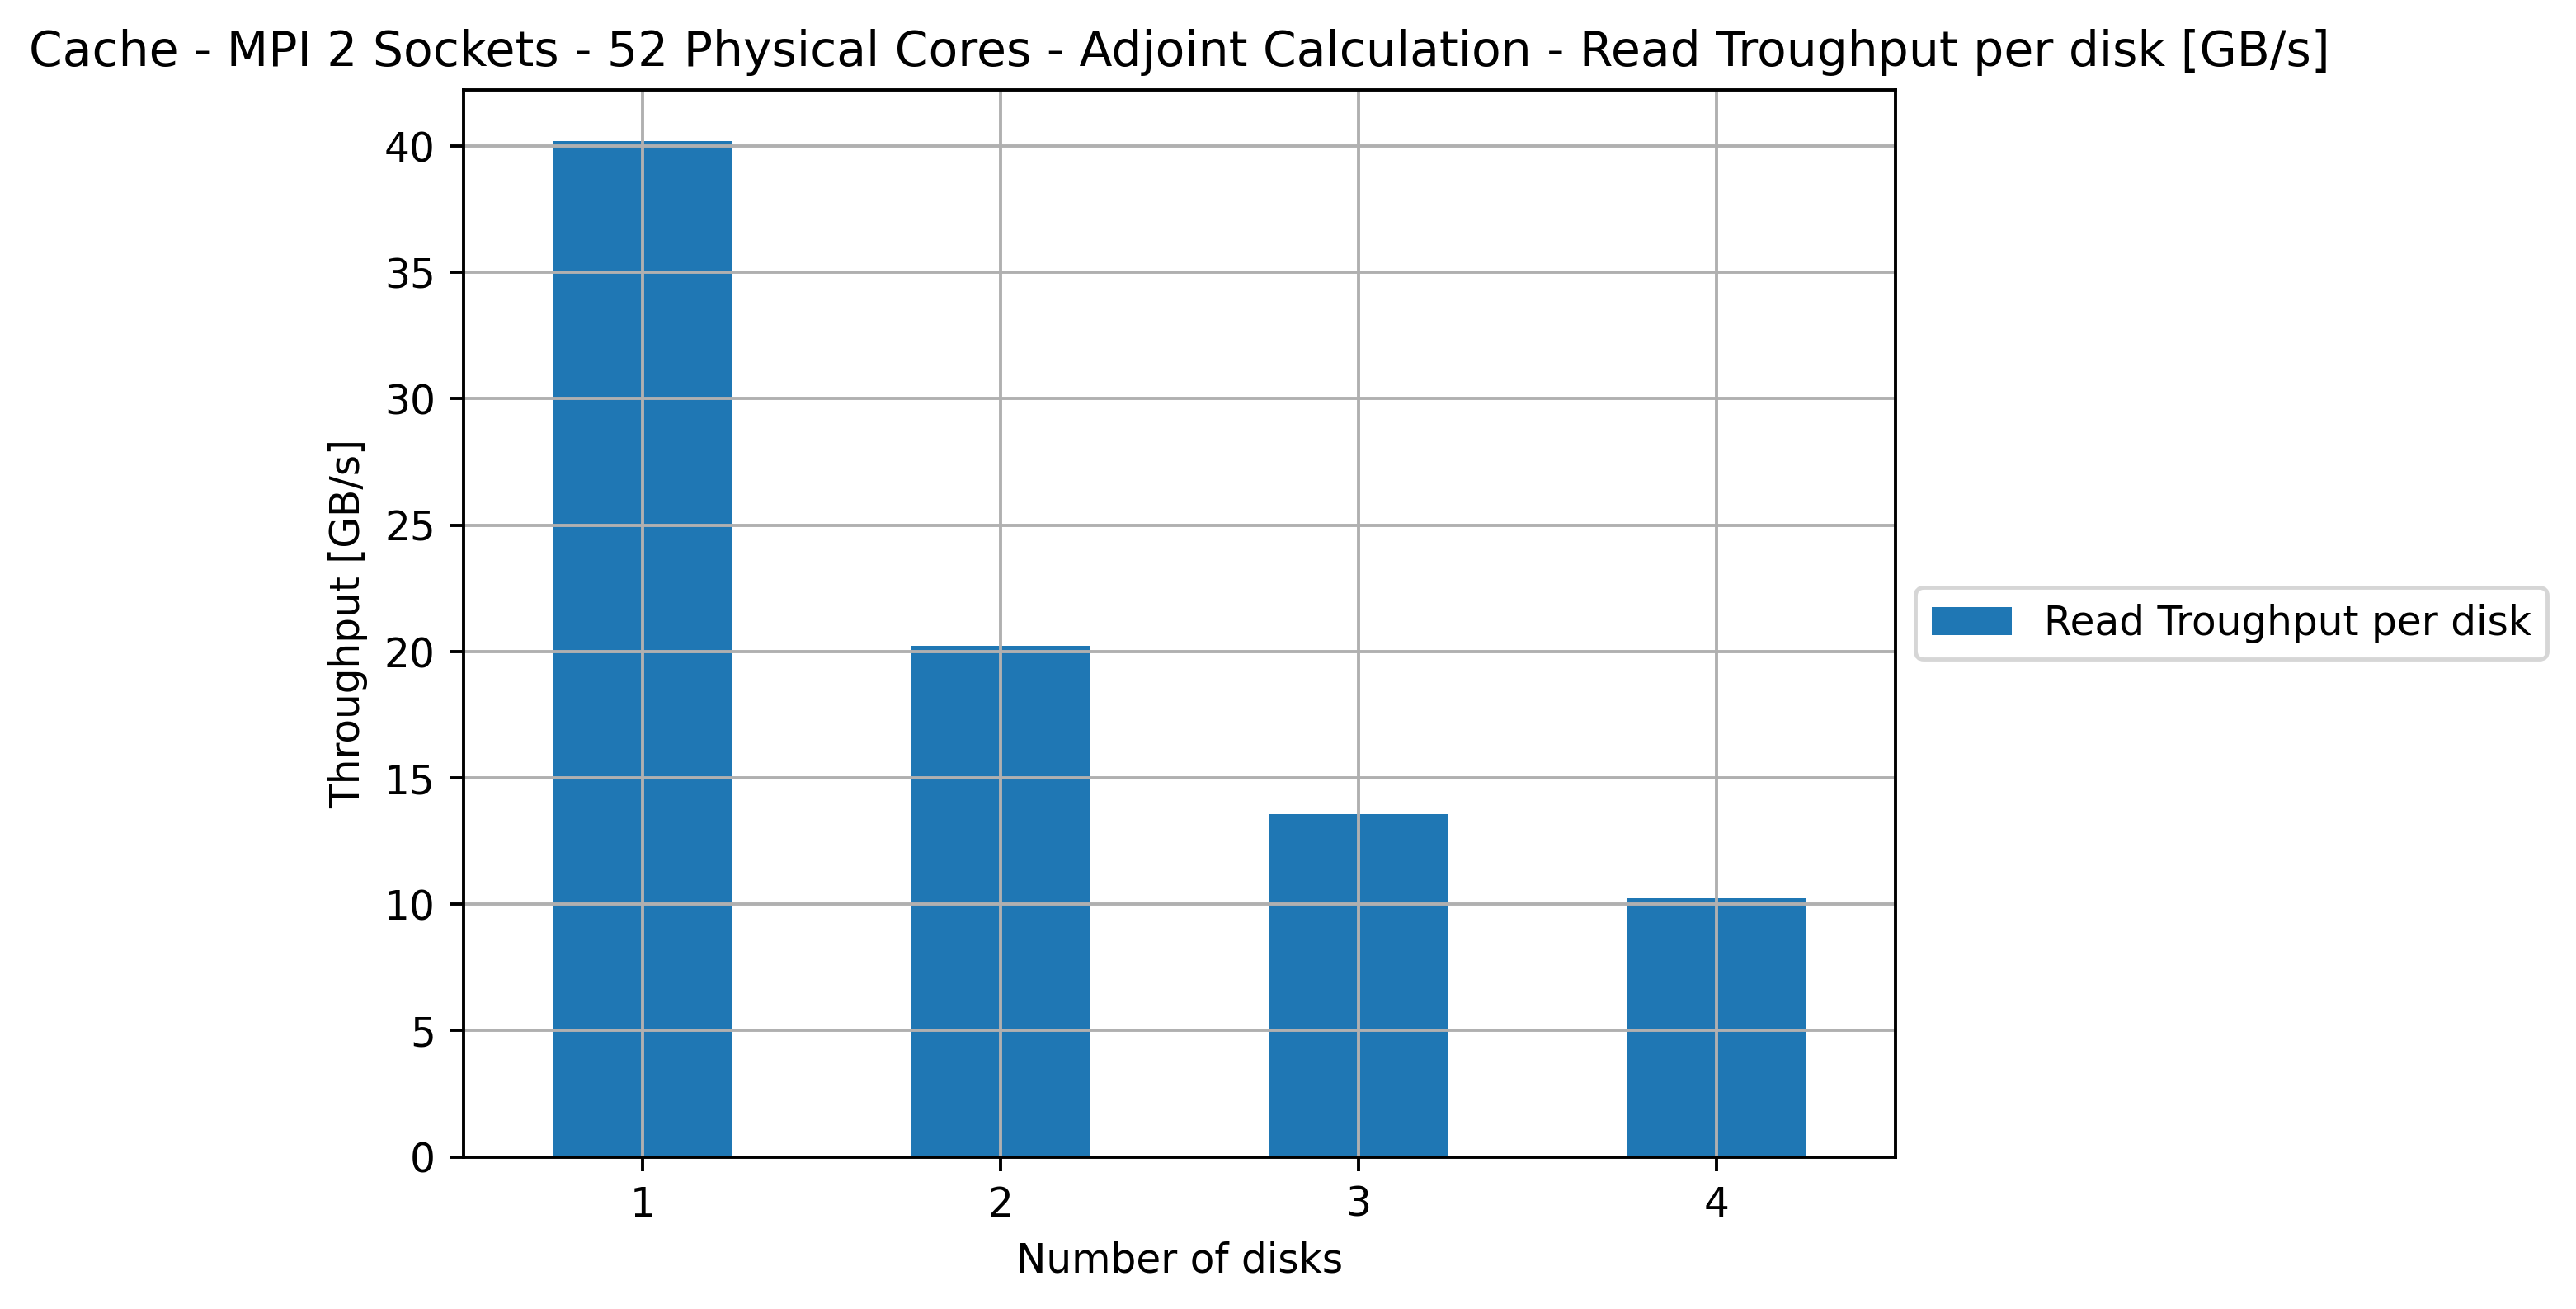 Cache - MPI 2 Sockets - 52 Physical Cores - Adjoint Calculation - Read Troughput per disk [GB/s]
40
35
30
25
20
15
10
5
0
Throughput [GB/s]
1 2 3 4
Number of disks
Read Troughput per disk